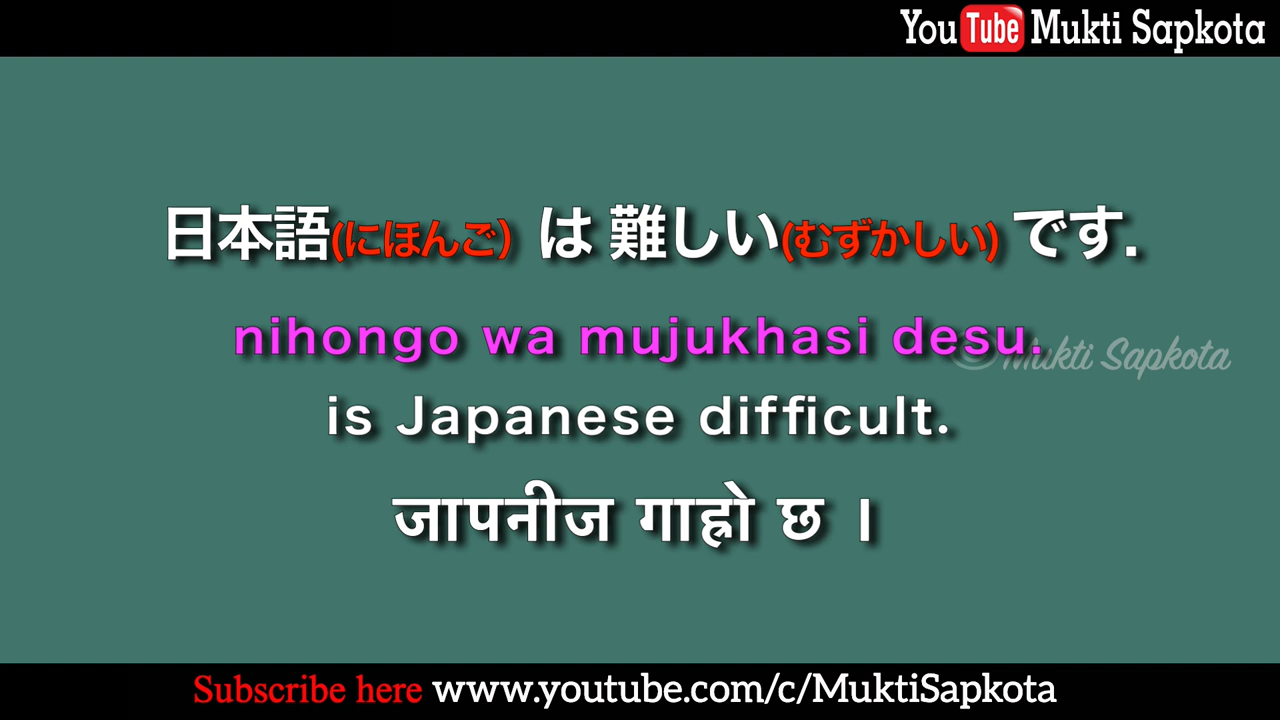 You Tube Mukti Sapkota
日本語(にほんご) は 難しい(むずかしい) です.
nihongo wa mujukhasi desu.
© Mukti Sapkota
is Japanese difficult.
जापनीज गाह्रो छ ।
Subscribe here www.youtube.com/c/MuktiSapkota